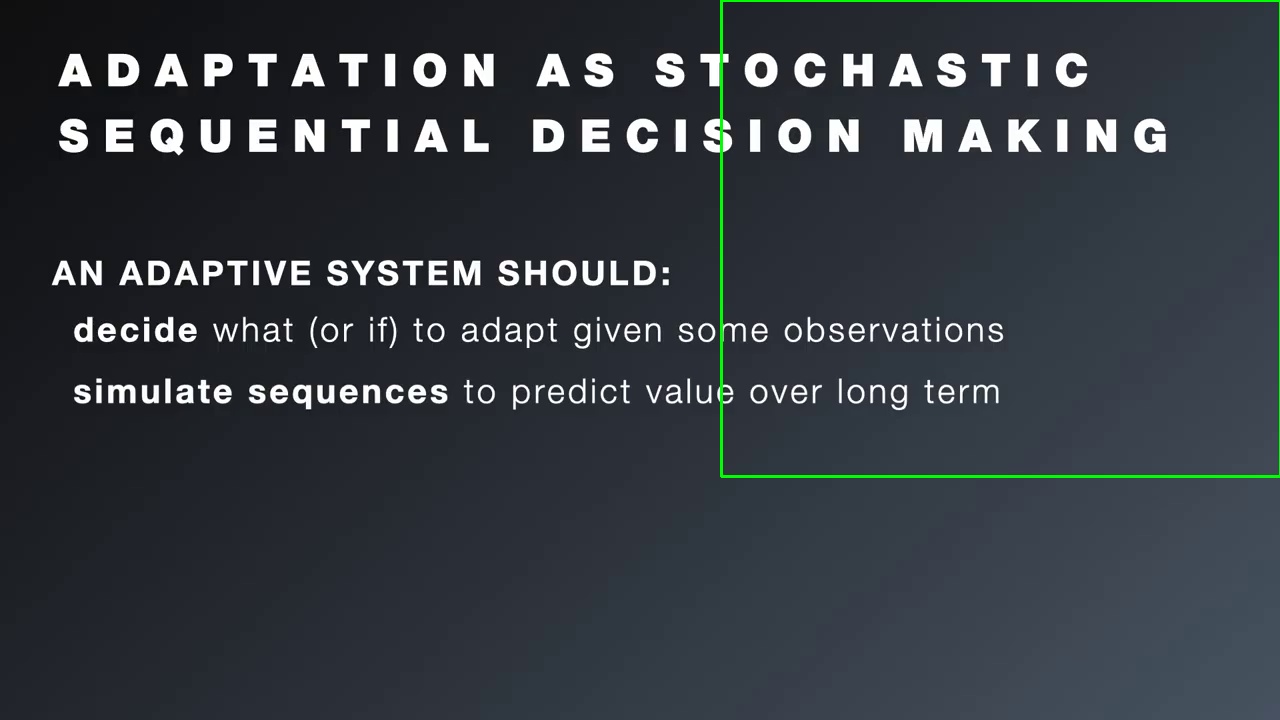 ADAPTATION AS STOCHASTIC
SEQUENTIAL DECISION MAKING
AN ADAPTIVE SYSTEM SHOULD:
decide what (or if) to adapt given some observations
simulate sequences to predict value over long term